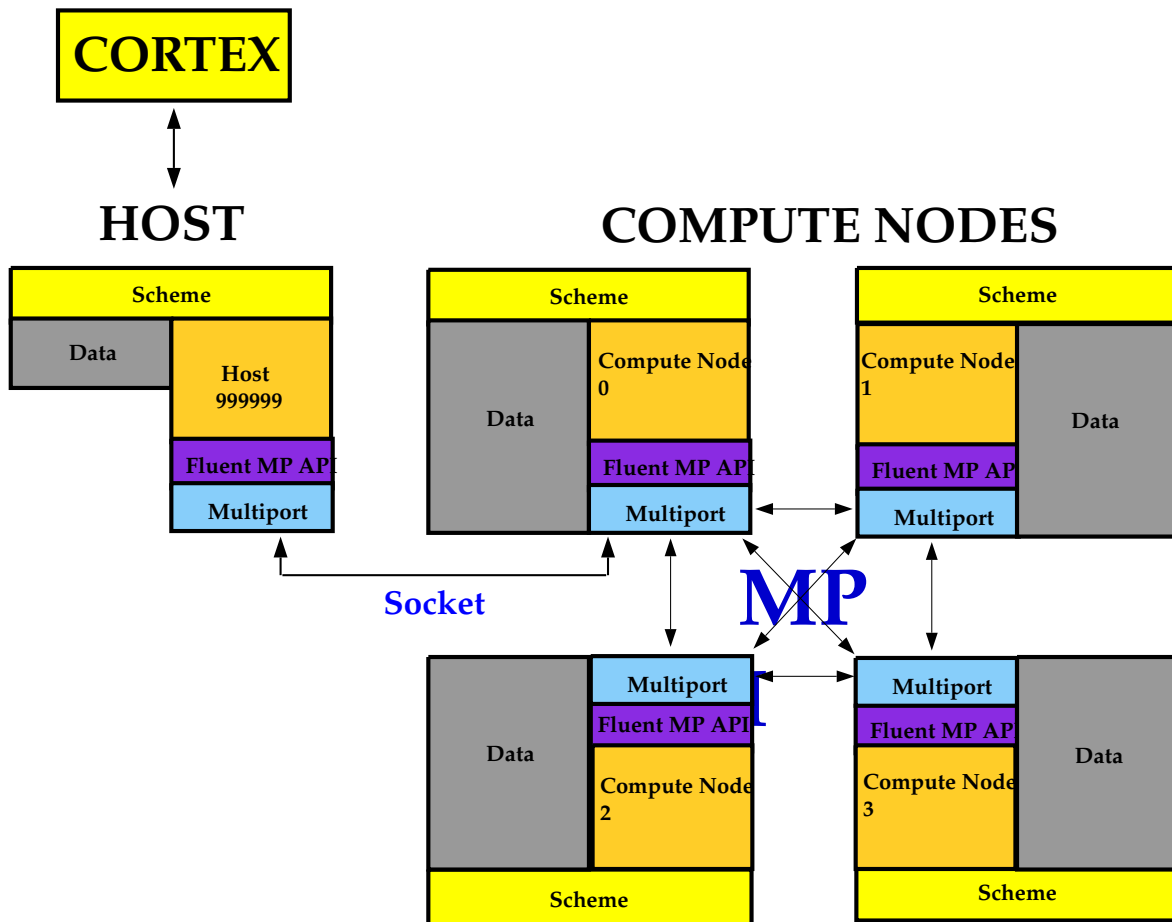 CORTEX
HOST
COMPUTE NODES
Scheme
Data
Host
999999
Fluent MP API
Multiport
Scheme
Data
Compute Node
0
Fluent MP API
Multiport
Scheme
Compute Node
1
Data
Fluent MP AP
Multiport
Socket
MP
I
Multiport
Fluent MP API
Data
Compute Node
2
Scheme
Multiport
Fluent MP AP
Data
Compute Node
3
Scheme